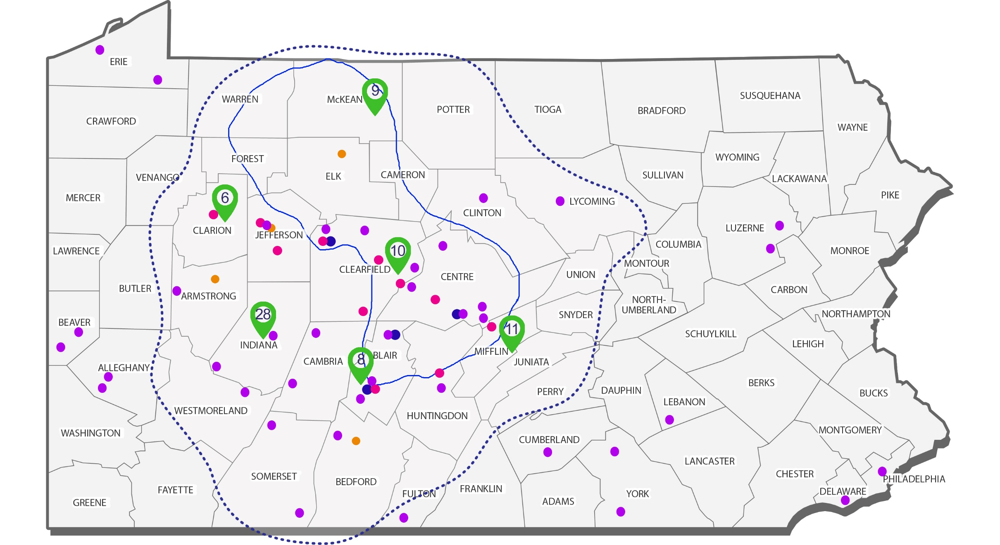 ERIE
9
WARREN
McKEAN
SUSQUEHANA
POTTER
TIOGA
BRADFORD
CRAWFORD
WAYNE
FOREST
WYOMING
VENANGO
ELK
CAMERON
SULLIVAN
LACKAWANA
MERCER
6
PIKE
LYCOMING
CLINTON
CLARION
JEFFERSON
LUZERNE
COLUMBIA
LAWRENCE
10
MONROE
MONTOUR
CLEARFIELD
CENTRE
UNION
BUTLER
CARBON
ARMSTRONG
NORTH-
UMBERLAND
28
SNYDER
NORTHAMPTON
BEAVER
11
SCHUYLKILL
INDIANA
LEHIGH
MIFFLIN
BLAIR
8
CAMBRIA
JUNIATA
ALLEGHANY
BERKS
PERRY
DAUPHIN
BUCKS
LEBANON
WESTMORELAND
HUNTINGDON
WASHINGTON
MONTGOMERY
CUMBERLAND
LANCASTER
CHESTER
SOMERSET
PHILADELPHIA
BEDFORD
FRANKLIN
FAYETTE
DELAWARE
FULTON
YORK
GREENE
ADAMS